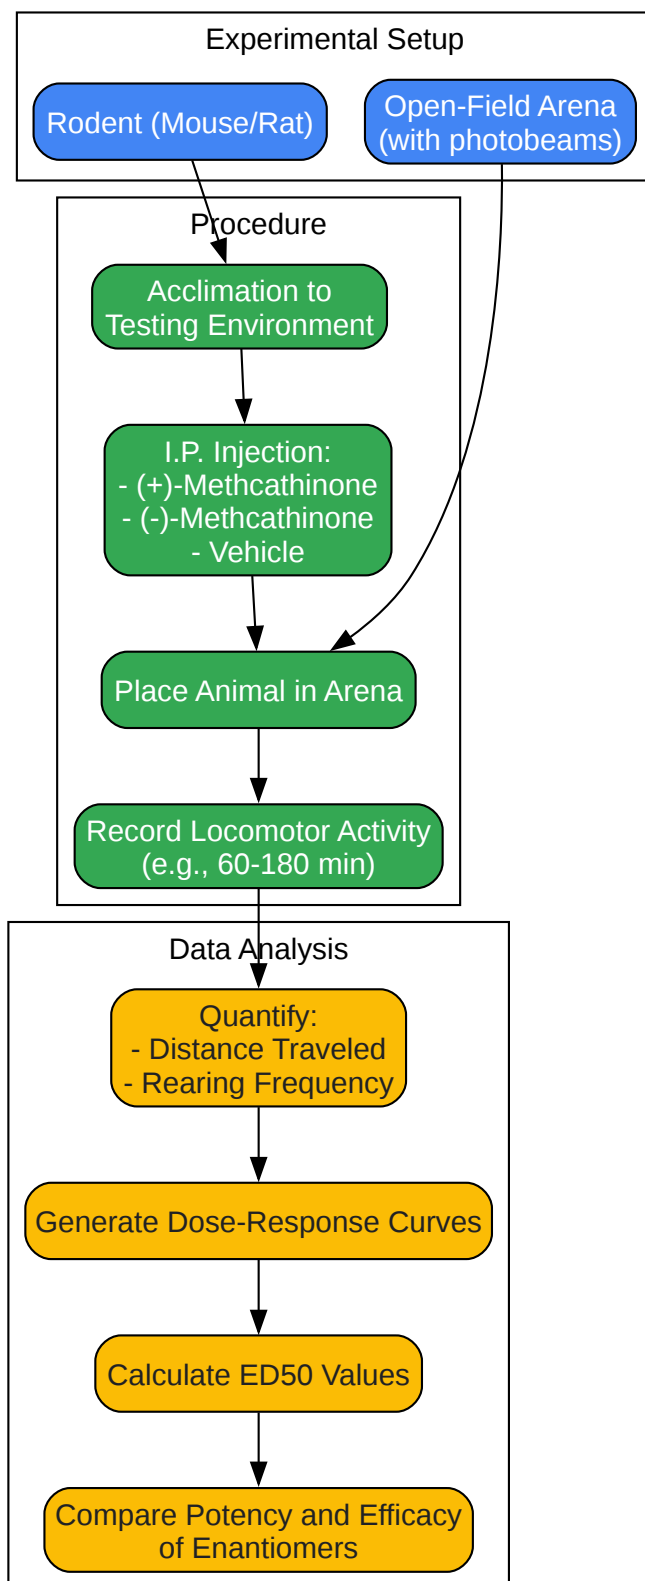 Experimental Setup
Rodent (Mouse/Rat)
Open-Field Arena
(with photobeams)
Procedure
Acclimation to
Testing Environment
I.P. Injection:
- (+)-Methcathinone
- (-)-Methcathinone
- Vehicle
Place Animal in Arena
Record Locomotor Activity
(e.g., 60-180 min)
Data Analysis
Quantify:
- Distance Traveled
- Rearing Frequency
Generate Dose-Response Curves
Calculate ED50 Values
Compare Potency and Efficacy
of Enantiomers